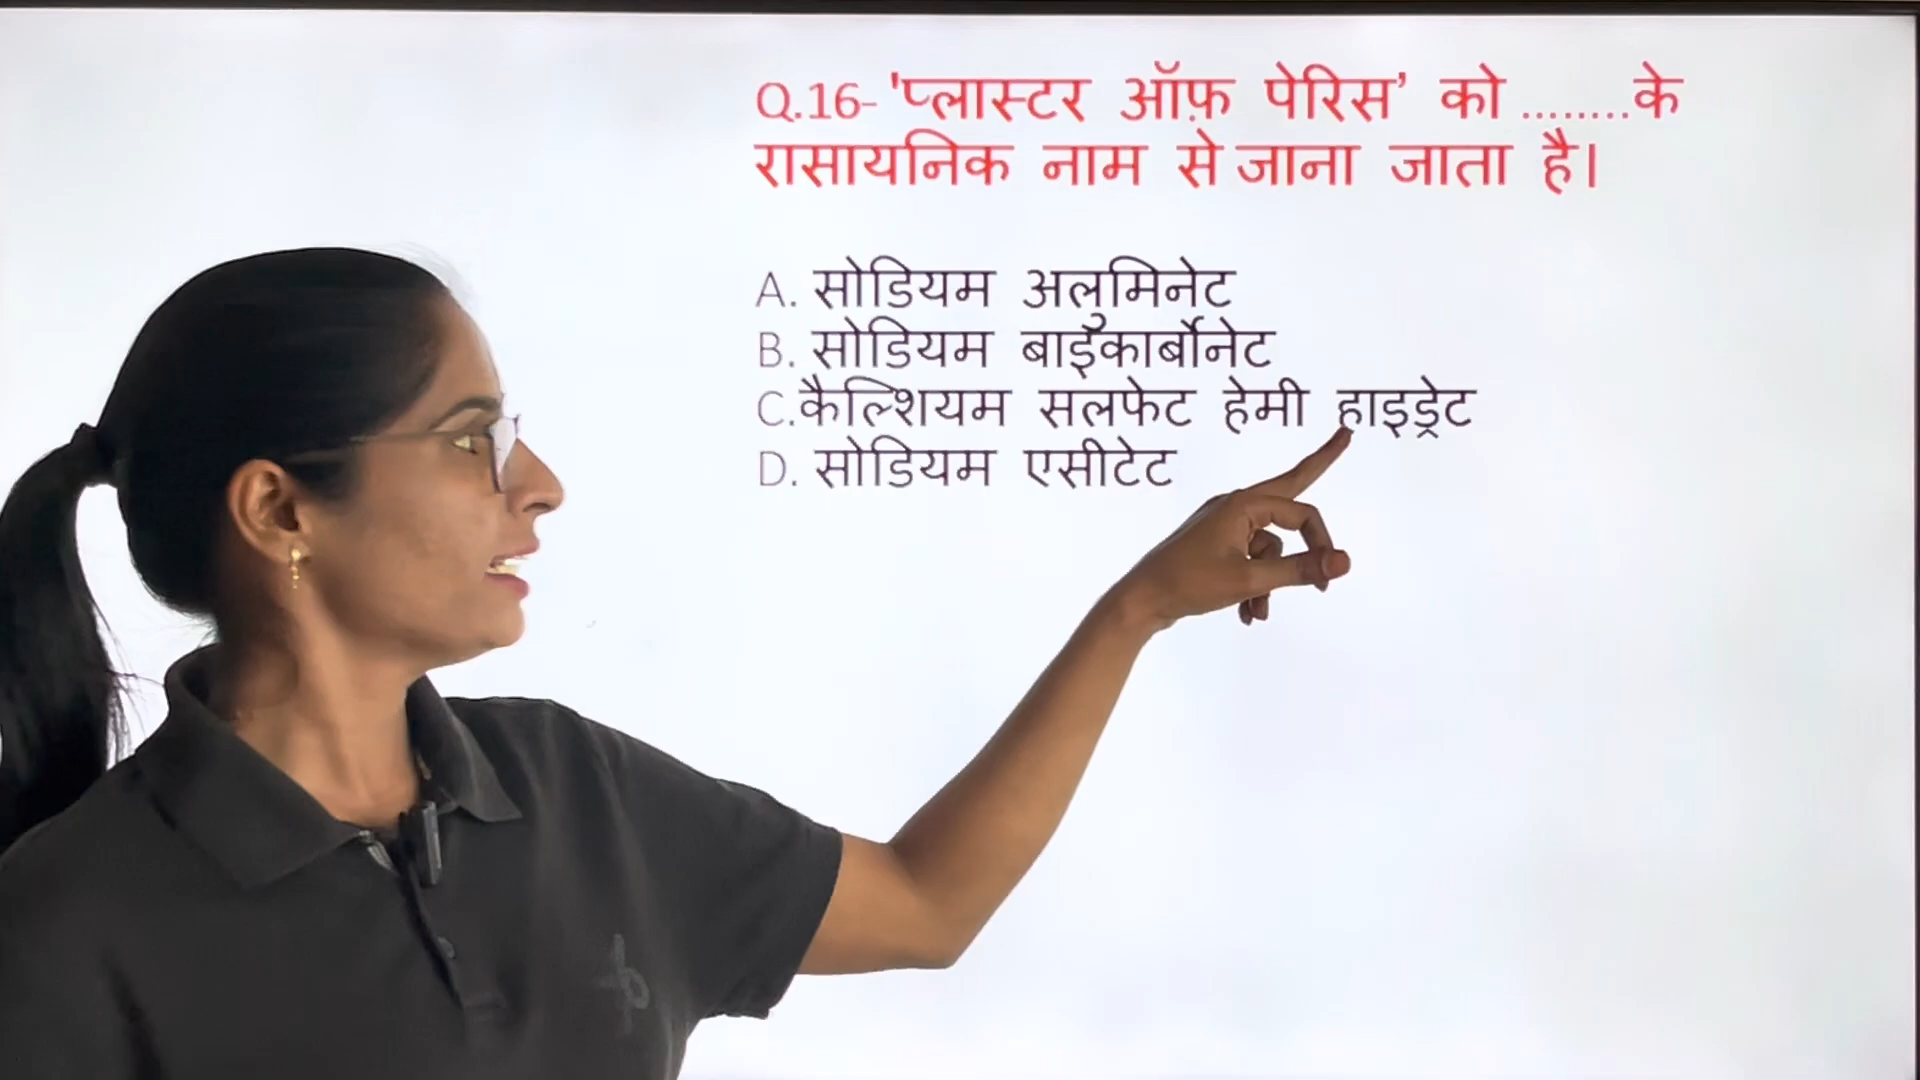 Q.16- 'प्लास्टर ऑफ़ पेरिस’ को ........के
रासायनिक नाम से जाना जाता है।
A. सोडियम अलुमिनेट
B. सोडियम बाईकार्बोनेट
C.कैल्शियम सलफेट हेमी हाइड्रेट
D. सोडियम एसीटेट